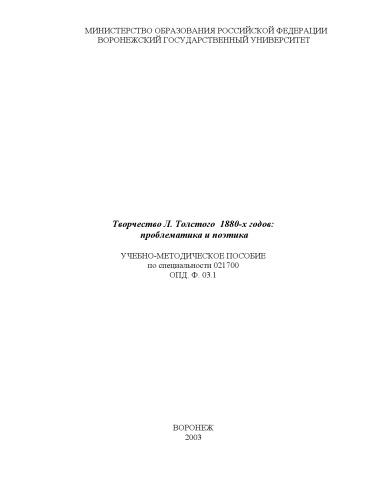 МИНИСТЕРСТВО ОБРАЗОВАНИЯ РОССИЙСКОЙ ФЕДЕРАЦИИ
ВОРОНЕЖСКИЙ ГОСУДАРСТВЕННЫЙ УНИВЕРСИТЕТ
Творчество Л. Толстого 1880-х годов:
проблематика и поэтика
УЧЕБНО-МЕТОДИЧЕСКОЕ ПОСОБИЕ
по специальности 021700
ОПД. Ф. 03.1
ВОРОНЕЖ
2003